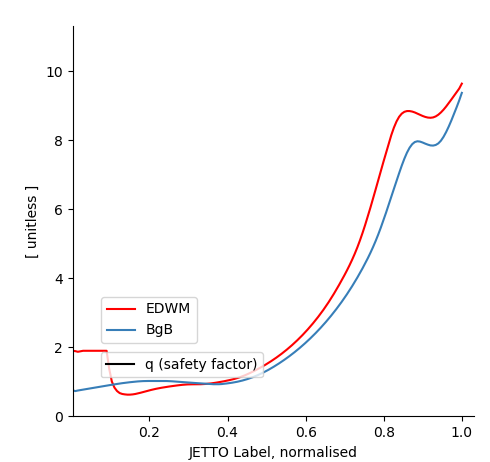 10
8
6
4
2
0
[ unitless ]
EDWM
BgB
q (safety factor)
0.2 0.4 0.6 0.8 1.0
JETTO Label, normalised